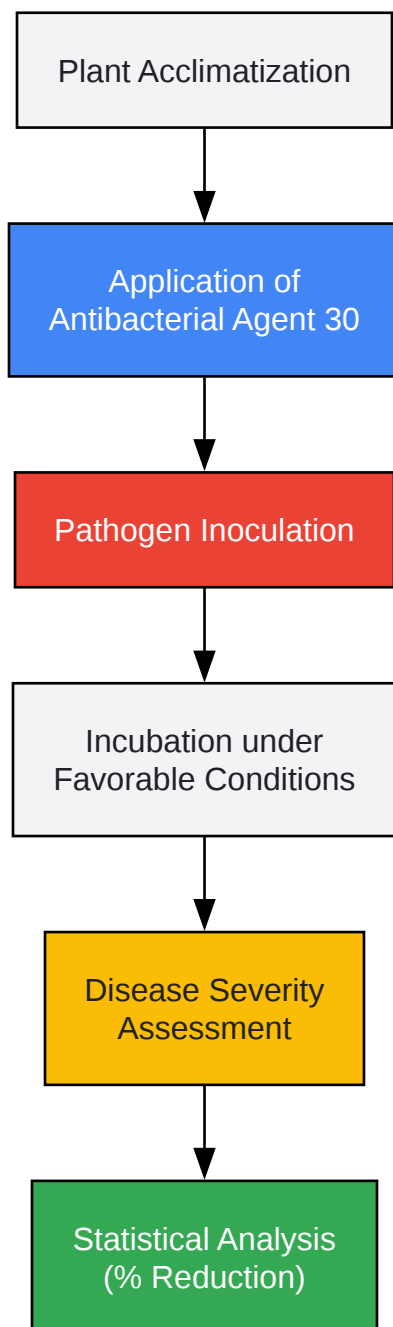 Plant Acclimatization
Application of
Antibacterial Agent 30
Pathogen Inoculation
Incubation under
Favorable Conditions
Disease Severity
Assessment
Statistical Analysis
(% Reduction)